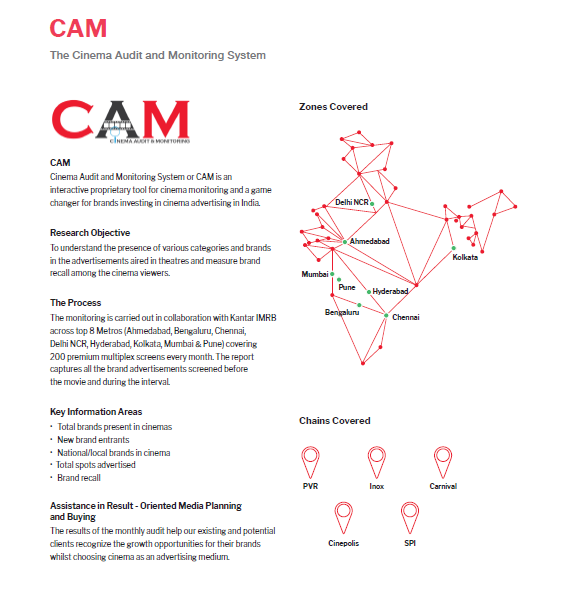 CAM
The Cinema Audit and Monitoring System
CAM
CINEMA AUDIT & MONITORING
CAM
Cinema Audit and Monitoring System or CAM is an
interactive proprietary tool for cinema monitoring and a game
changer for brands investing in cinema advertising in India.
Research Objective
To understand the presence of various categories and brands
in the advertisements aired in theatres and measure brand
recall among the cinema viewers.
The Process
The monitoring is carried out in collaboration with Kantar IMRB
across top 8 Metros (Ahmedabad, Bengaluru, Chennai,
Delhi NCR, Hyderabad, Kolkata, Mumbai & Pune) covering
200 premium multiplex screens every month. The report
captures all the brand advertisements screened before
the movie and during the interval.
Key Information Areas
• Total brands present in cinemas
• New brand entrants
• National/local brands in cinema
• Total spots advertised
• Brand recall
Assistance in Result - Oriented Media Planning
and Buying
The results of the monthly audit help our existing and potential
clients recognize the growth opportunities for their brands
whilst choosing cinema as an advertising medium.
Zones Covered
Delhi NCR
Ahmedabad
Kolkata
Mumbai
Pune
Hyderabad
Bengaluru
Chennai
Chains Covered
PVR
Inox
Carnival
Cinepolis
SPI